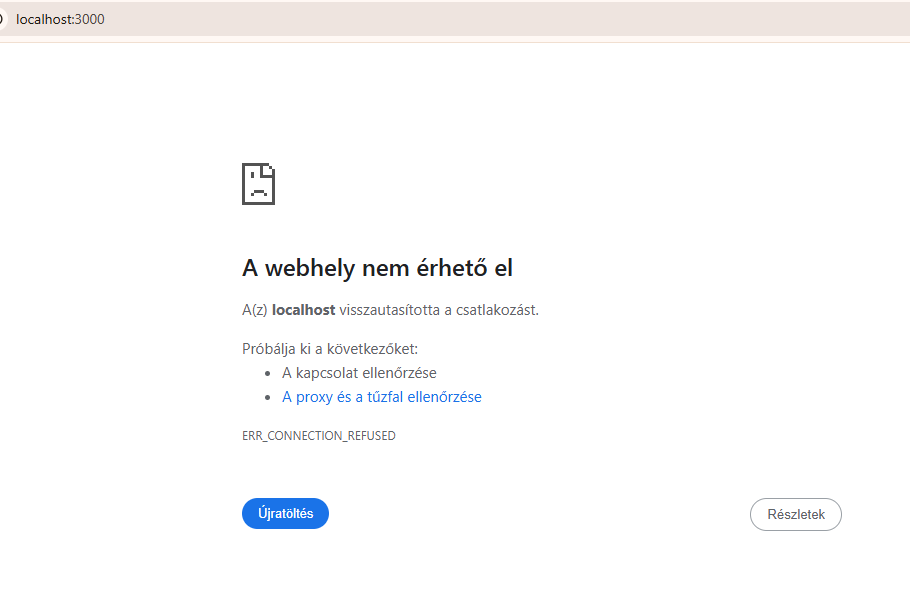 localhost:3000
A webhely nem érhető el
A(z) localhost visszautasította a csatlakozást.
Próbálja ki a következőket:
A kapcsolat ellenőrzése
A proxy és a tűzfal ellenőrzése
ERR_CONNECTION_REFUSED
Újratöltés
Részletek